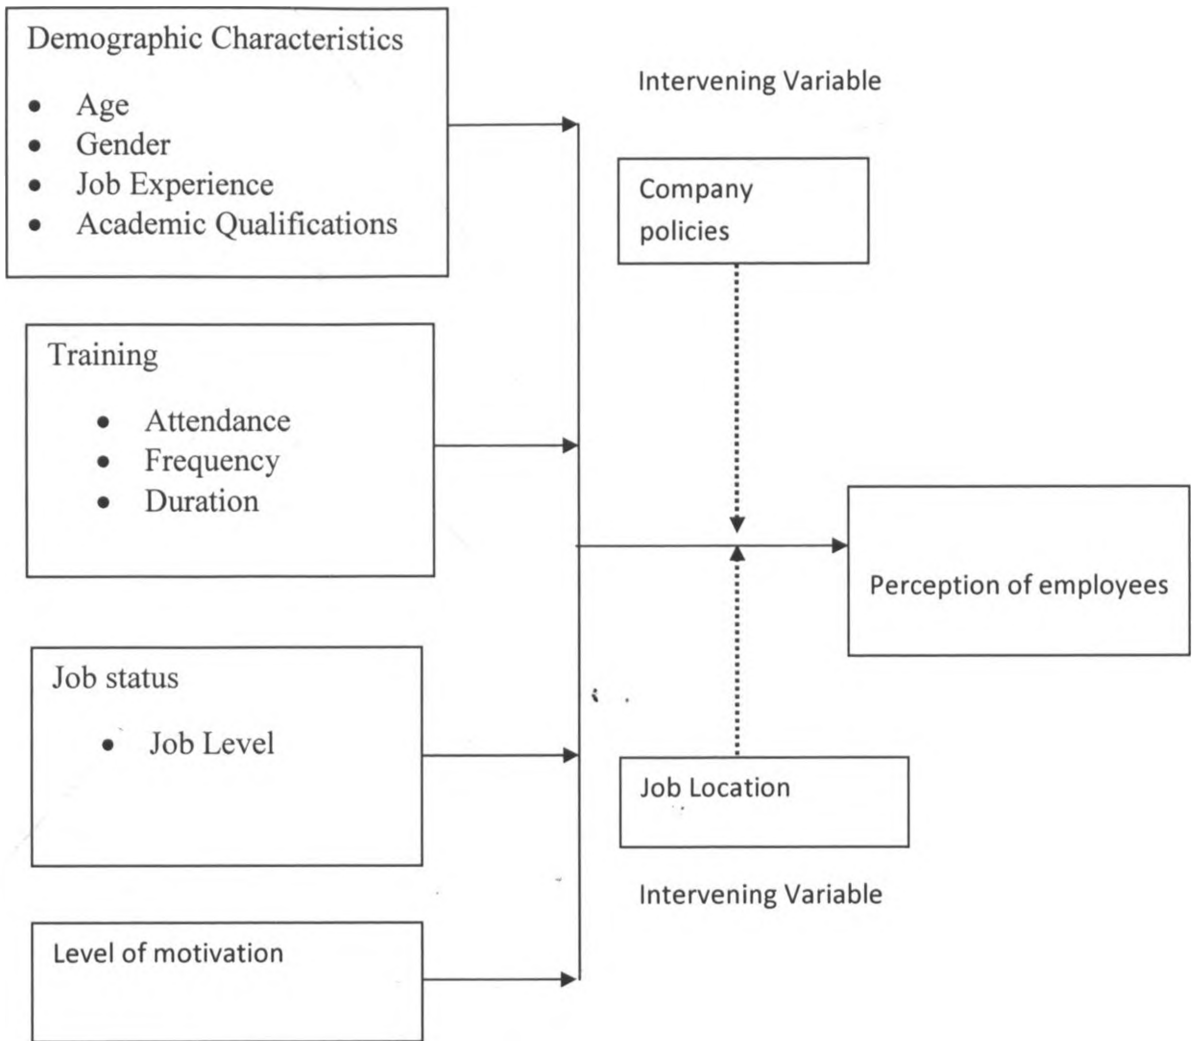 Demographic Characteristics
• Age
• Gender
• Job Experience
• Academic Qualifications
Training
• Attendance
• Frequency
• Duration
Job status
• Job Level
Level of motivation
Intervening Variable
Company
policies
Job Location
Intervening Variable
Perception of employees